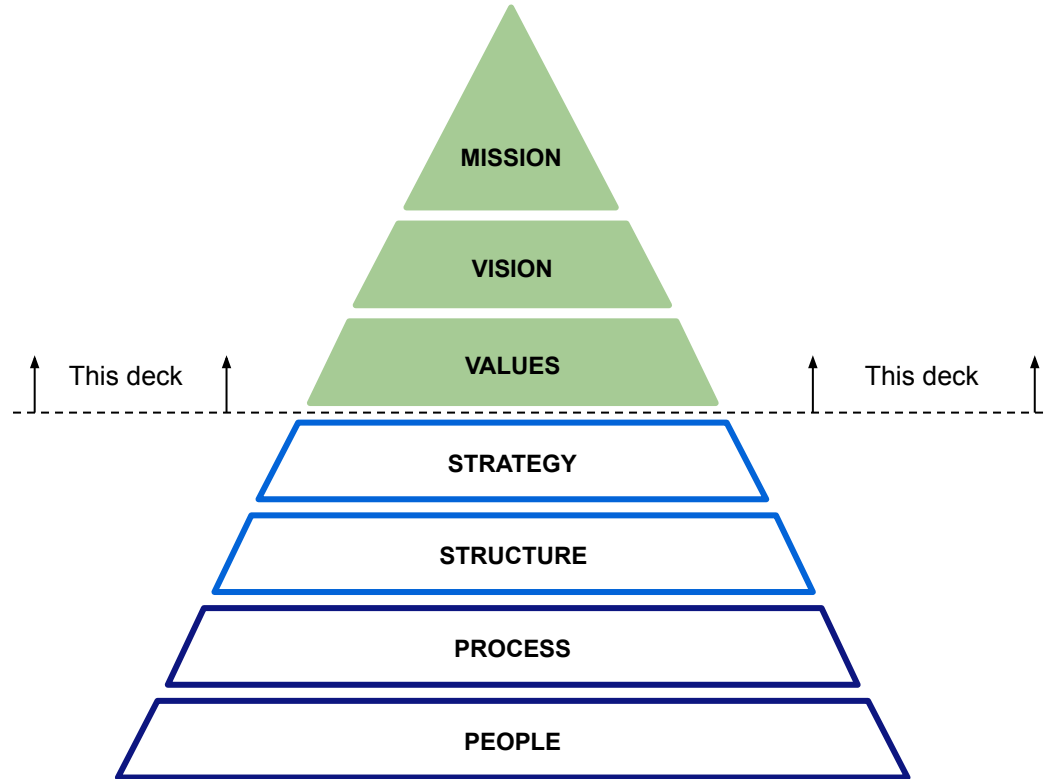 MISSION
VISION
VALUES
This deck
This deck
STRATEGY
STRUCTURE
PROCESS
PEOPLE